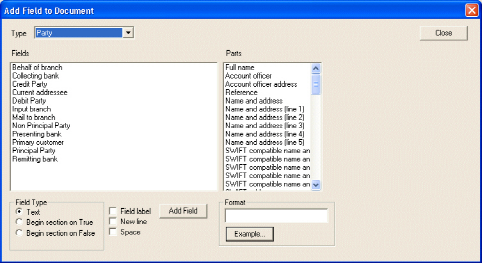 Add Field to Document
Type Party Close
Fields Parts
Behalf of branch
Collecting bank
Credit Party
Current addressee
Debit Party
Input branch
Mail to branch
Non Principal Party
Presenting bank
Primary customer
Principal Party
Remitting bank
Full name
Account officer
Account officer address
Reference
Name and address
Name and address (line 1)
Name and address (line 2)
Name and address (line 3)
Name and address (line 4)
Name and address (line 5)
SWIFT compatible name an
SWIFT compatible name an
SWIFT compatible name an
SWIFT compatible name an
Field Type
Text
Begin section on True
Begin section on False
Field label
New line
Space
Add Field
Format
Example...